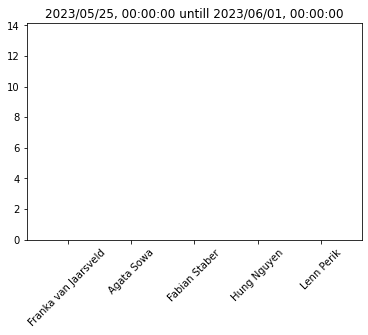 2023/05/25, 00:00:00 untill 2023/06/01, 00:00:00
14
12
10
8
6
4
2
0
Franka van Jaarsveld
Agata Sowa
Fabian Staber
Hung Nguyen
Lenn Perik